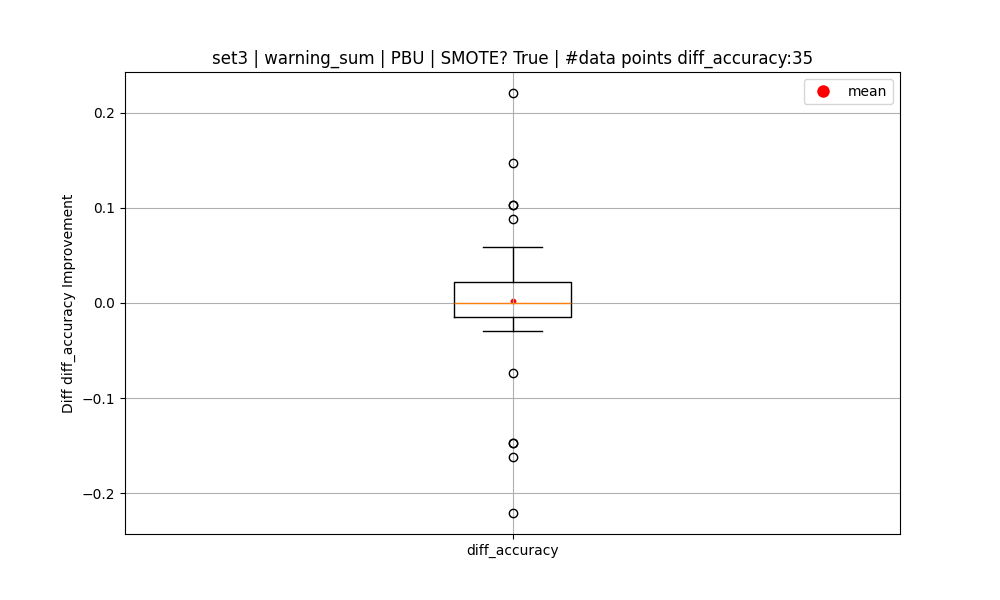 set3 | warning_sum | PBU | SMOTE? True | #data points diff_accuracy:35
mean
0.2
0.1
0.0
−0.1
−0.2
Diff diff_accuracy Improvement
diff_accuracy